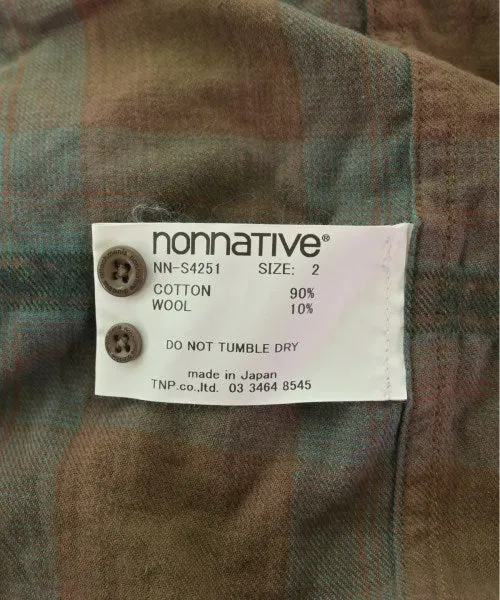 nonnative®
NN-S4251 SIZE: 2
COTTON 90%
WOOL 10%
DO NOT TUMBLE DRY
made in Japan
TNP.co.,ltd. 03 3464 8545